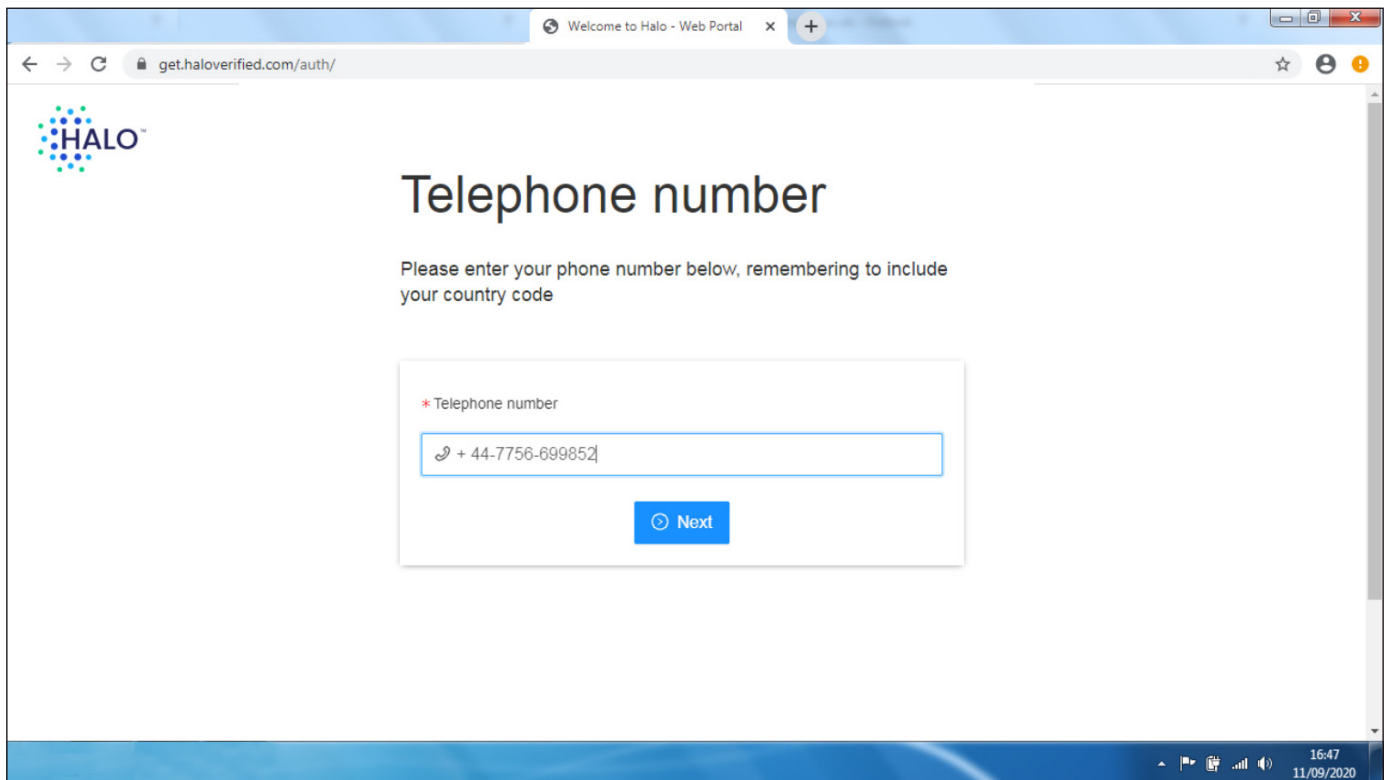 Welcome to Halo - Web Portal
get.haloverified.com/auth/
HALO™
Telephone number
Please enter your phone number below, remembering to include
your country code
* Telephone number
+ 44-7756-699852
Next
16:47
11/09/2020